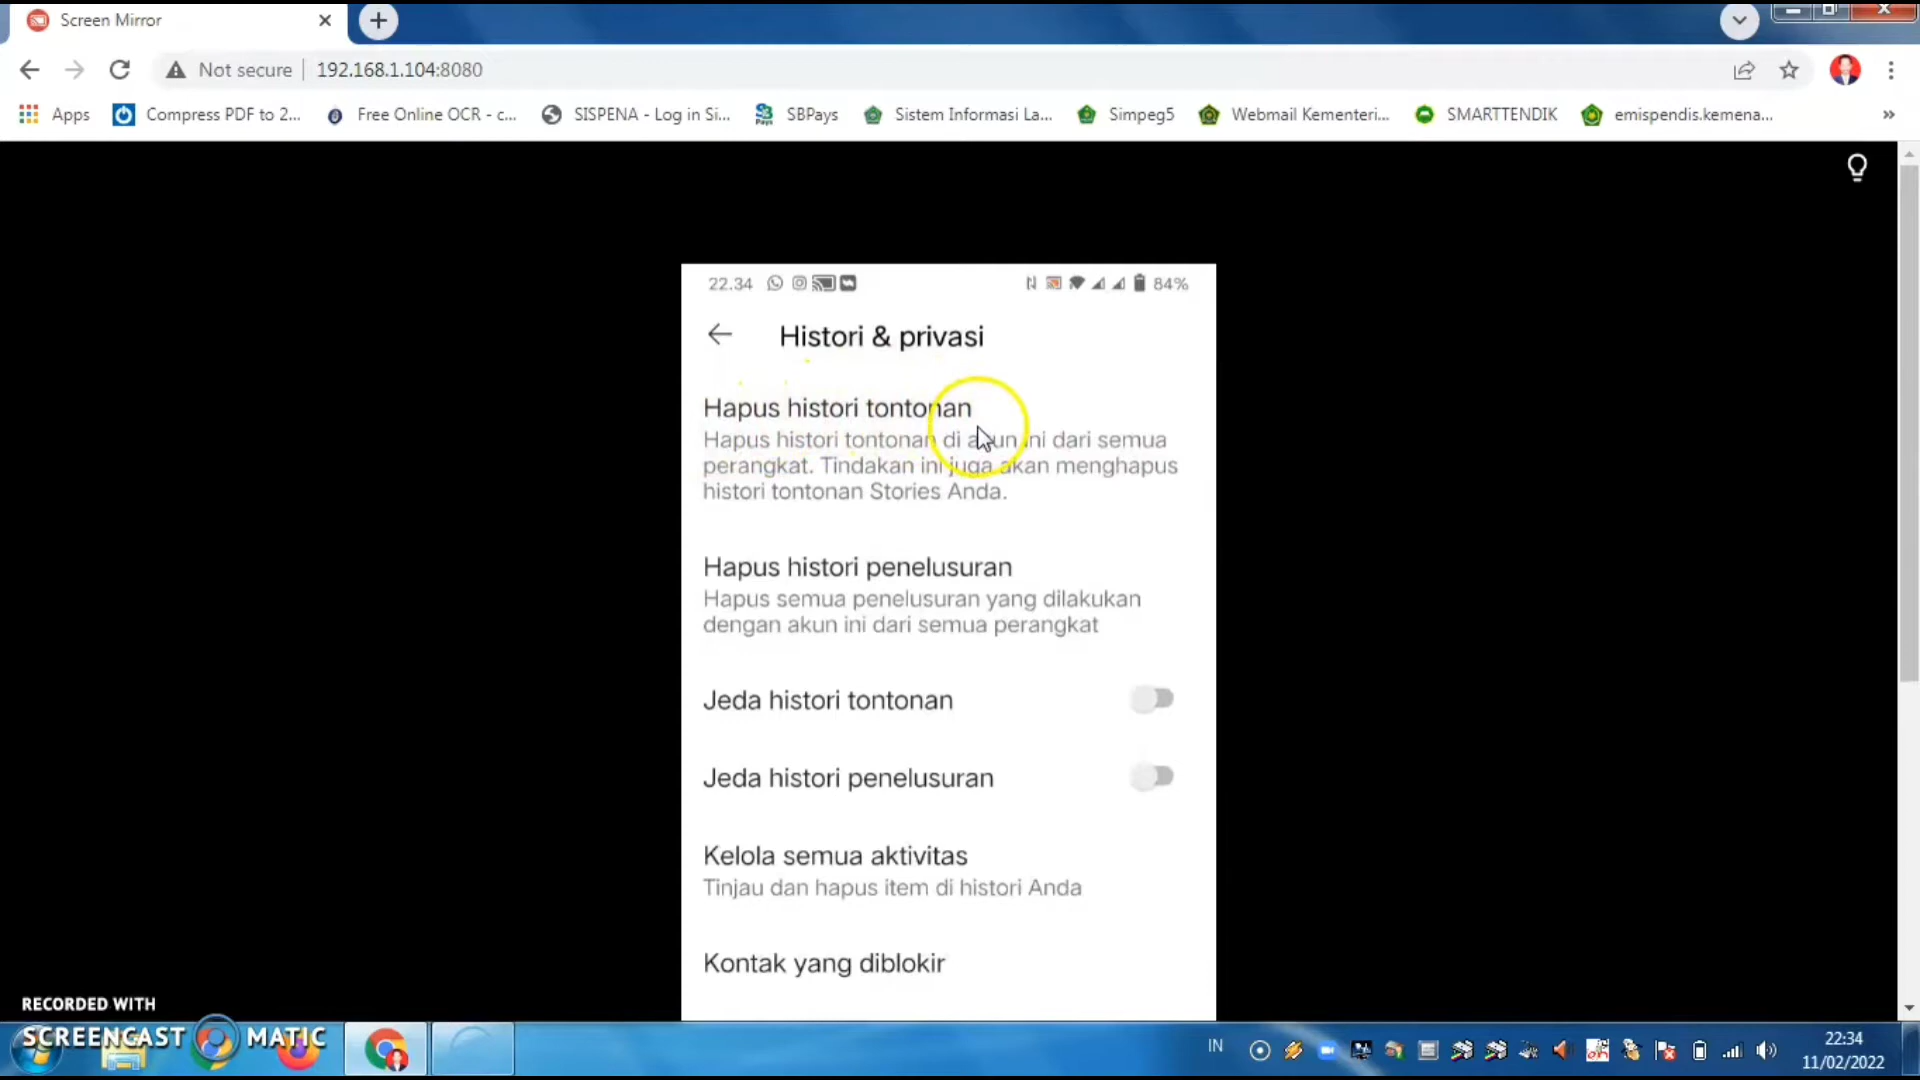 Screen Mirror
Not secure 192.168.1.104:8080
Apps Compress PDF to 2... Free Online OCR - c... SISPENA - Log in Si... SBPays Sistem Informasi La... Simpeg5 Webmail Kementeri... SMARTTENDIK emispendis.kemena... »
22.34 84%
Histori & privasi
Hapus histori tontonan
Hapus histori tontonan di akun ini dari semua
perangkat. Tindakan ini juga akan menghapus
histori tontonan Stories Anda.
Hapus histori penelusuran
Hapus semua penelusuran yang dilakukan
dengan akun ini dari semua perangkat
Jeda histori tontonan
Jeda histori penelusuran
Kelola semua aktivitas
Tinjau dan hapus item di histori Anda
Kontak yang diblokir
RECORDED WITH
SCREENCAST MATIC
IN 22:34
11/02/2022